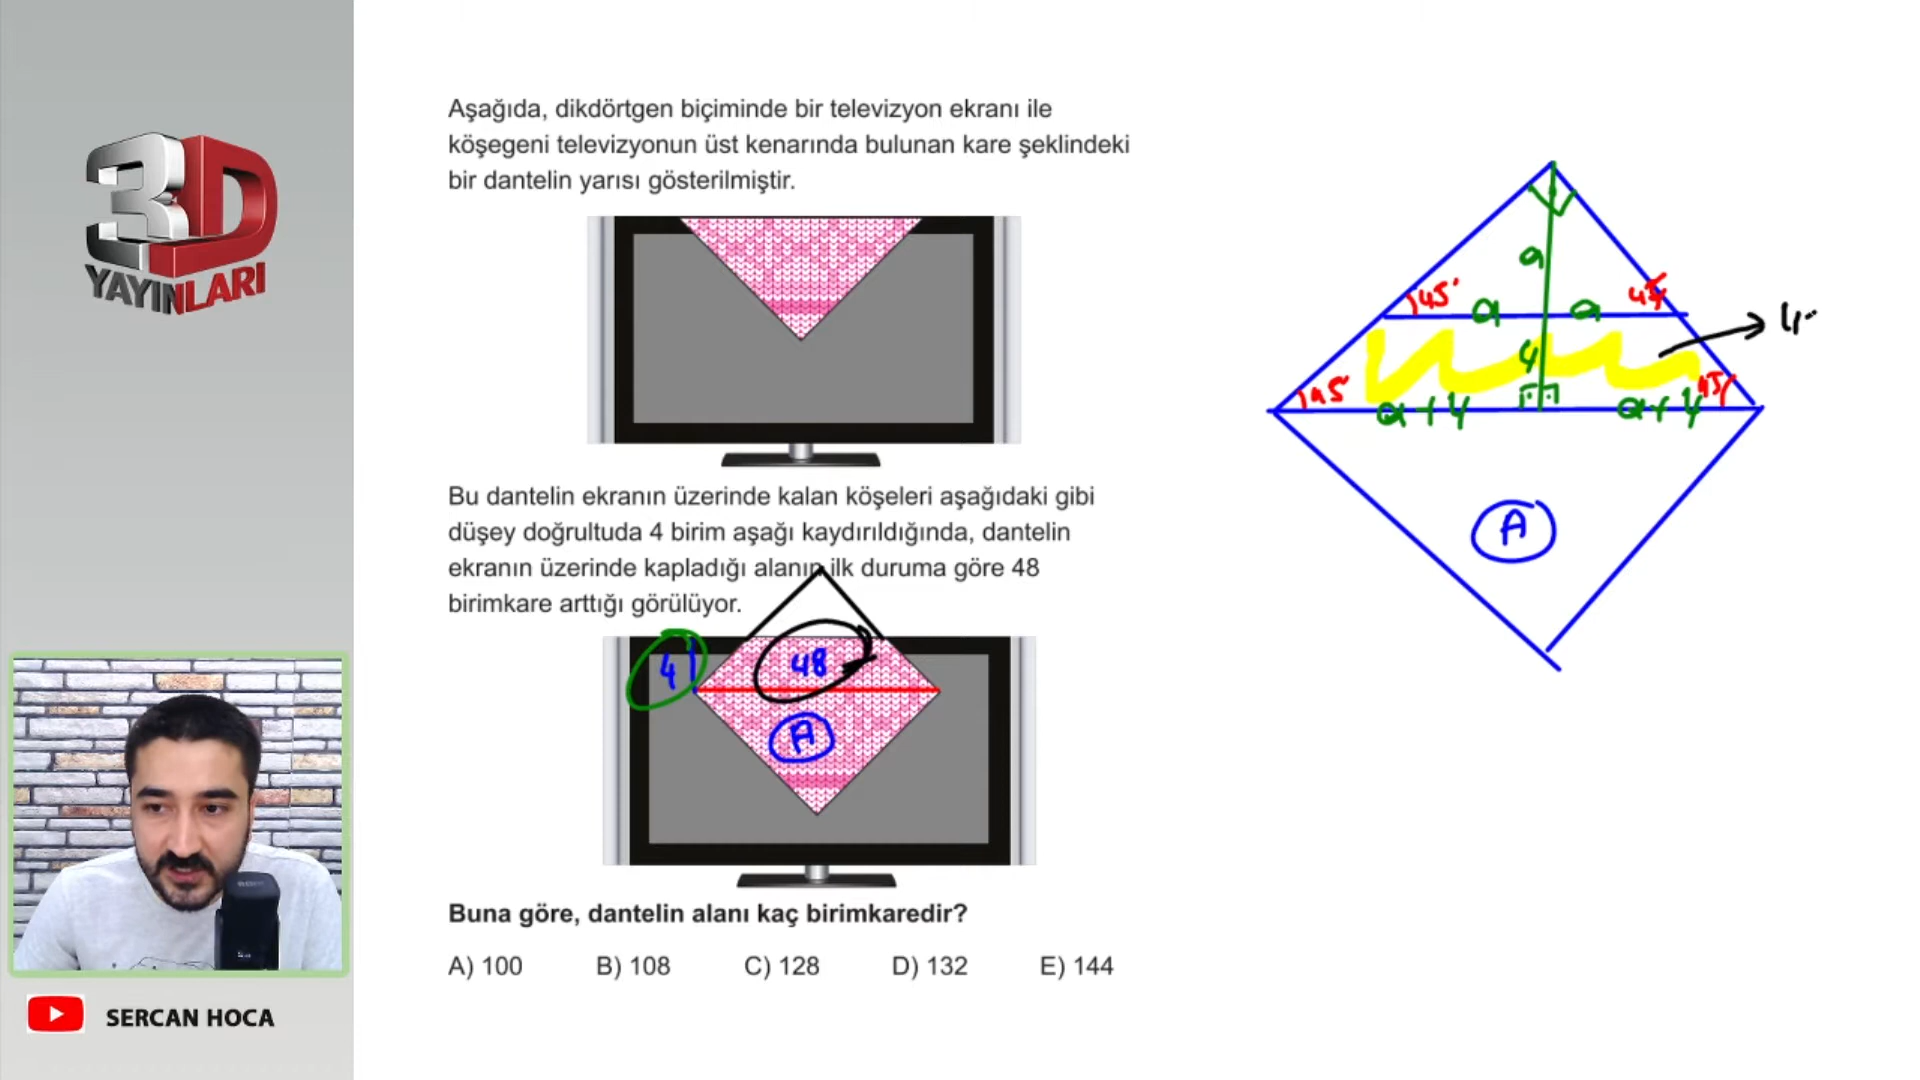 3D
YAYINLARI
Aşağıda, dikdörtgen biçiminde bir televizyon ekranı ile
köşegeni televizyonun üst kenarında bulunan kare şeklindeki
bir dantelin yarısı gösterilmiştir.
Bu dantelin ekranın üzerinde kalan köşeleri aşağıdaki gibi
düşey doğrultuda 4 birim aşağı kaydırıldığında, dantelin
ekranın üzerinde kapladığı alanın ilk duruma göre 48
birimkare arttığı görülüyor.
4
48
A
Buna göre, dantelin alanı kaç birimkaredir?
A) 100 B) 108 C) 128 D) 132 E) 144
a
45° 45
a a
4
45° 45
a+4 a+4
A
SERCAN HOCA